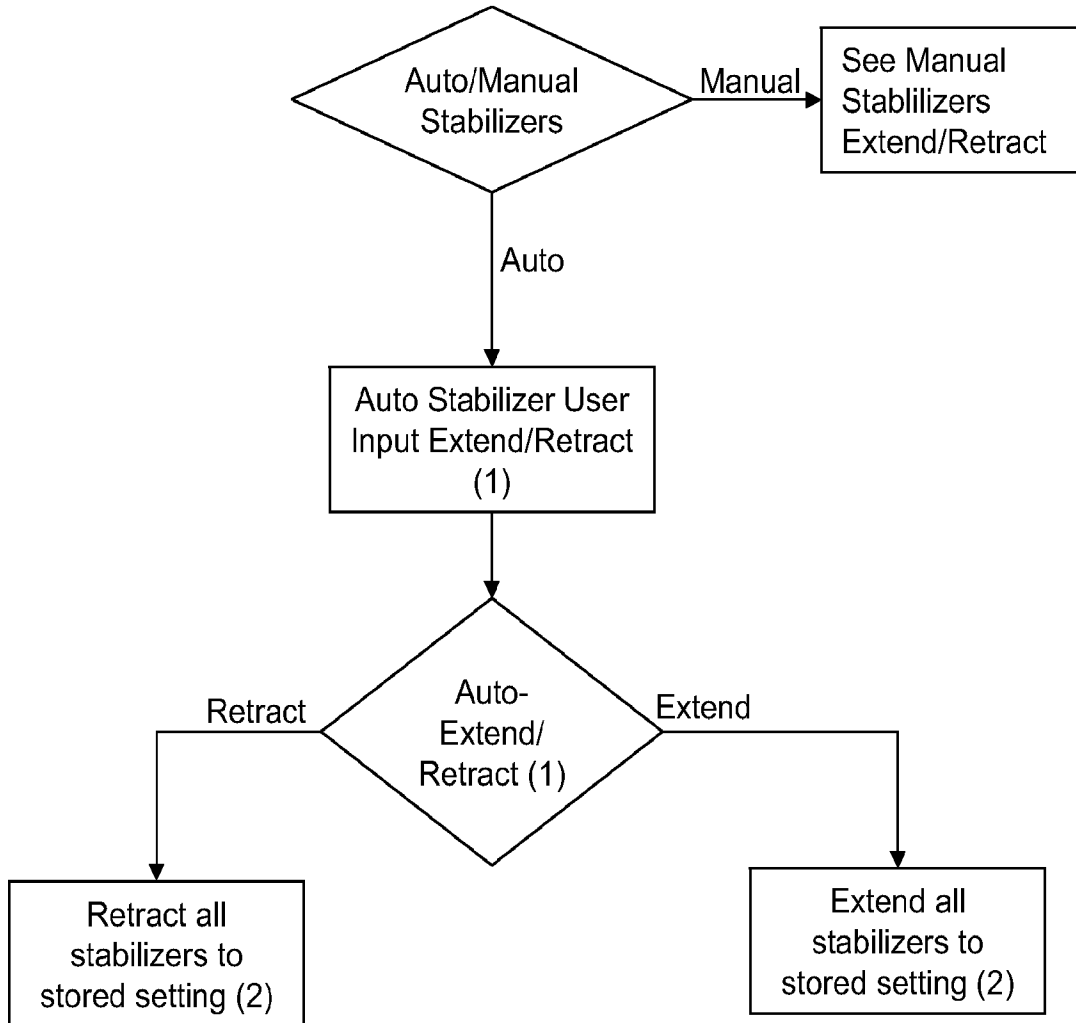 Auto/Manual
Stabilizers
Manual
See Manual
Stablilizers
Extend/Retract
Auto
Auto Stabilizer User
Input Extend/Retract
(1)
Retract
Auto-
Extend/
Retract (1)
Extend
Retract all
stabilizers to
stored setting (2)
Extend all
stabilizers to
stored setting (2)